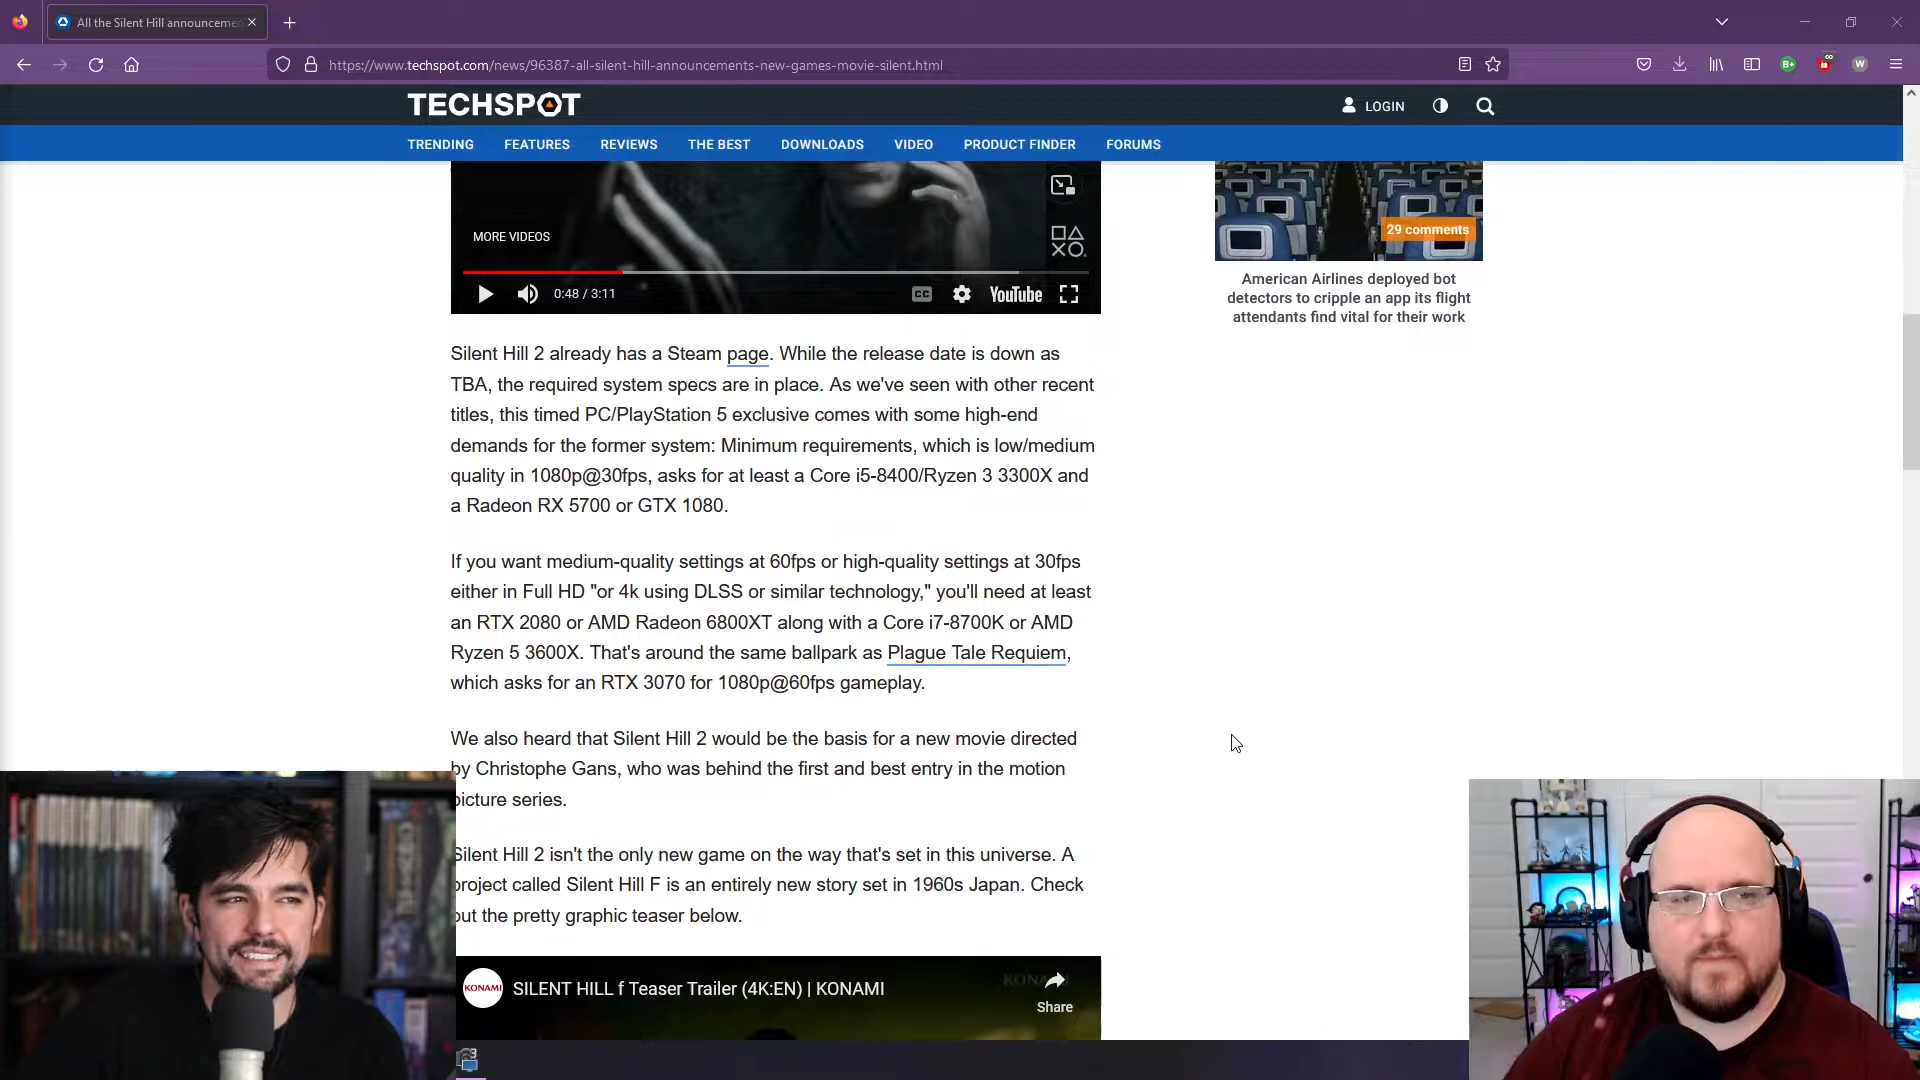 All the Silent Hill announcemen
https://www.techspot.com/news/96387-all-silent-hill-announcements-new-games-movie-silent.html
B+
W
TECHSPOT
LOGIN
TRENDING FEATURES REVIEWS THE BEST DOWNLOADS VIDEO PRODUCT FINDER FORUMS
MORE VIDEOS
0:48 / 3:11
CC
YouTube
29 comments
American Airlines deployed bot
detectors to cripple an app its flight
attendants find vital for their work
Silent Hill 2 already has a Steam page. While the release date is down as
TBA, the required system specs are in place. As we've seen with other recent
titles, this timed PC/PlayStation 5 exclusive comes with some high-end
demands for the former system: Minimum requirements, which is low/medium
quality in 1080p@30fps, asks for at least a Core i5-8400/Ryzen 3 3300X and
a Radeon RX 5700 or GTX 1080.
If you want medium-quality settings at 60fps or high-quality settings at 30fps
either in Full HD "or 4k using DLSS or similar technology," you'll need at least
an RTX 2080 or AMD Radeon 6800XT along with a Core i7-8700K or AMD
Ryzen 5 3600X. That's around the same ballpark as Plague Tale Requiem,
which asks for an RTX 3070 for 1080p@60fps gameplay.
We also heard that Silent Hill 2 would be the basis for a new movie directed
by Christophe Gans, who was behind the first and best entry in the motion
picture series.
Silent Hill 2 isn't the only new game on the way that's set in this universe. A
project called Silent Hill F is an entirely new story set in 1960s Japan. Check
out the pretty graphic teaser below.
KONAMI
SILENT HILL f Teaser Trailer (4K:EN) | KONAMI
KONAMI
Share